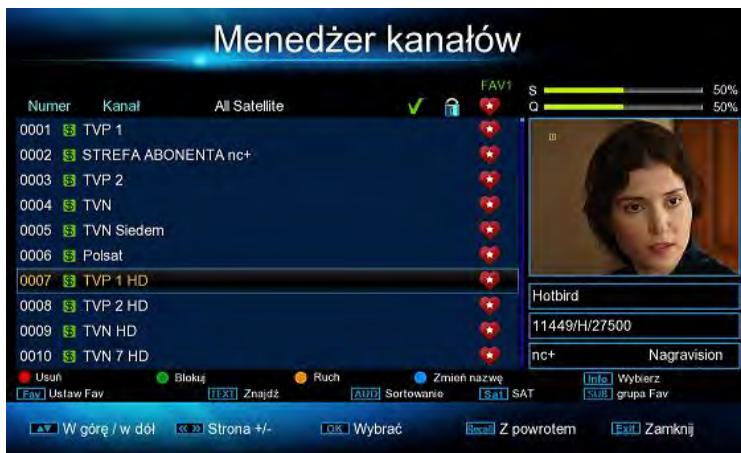 Menedżer kanałów
FAV1
S 50%
Numer Kanał All Satellite
Q 50%
0001 $ TVP 1
0002 $ STREFA ABONENTA nc+
0003 $ TVP 2
0004 $ TVN
0005 $ TVN Siedem
0006 $ Polsat
0007 $ TVP 1 HD
0008 $ TVP 2 HD
0009 $ TVN HD
0010 $ TVN 7 HD
Hotbird
11449/H/27500
nc+ Nagravision
Usuń Blokuj Ruch Zmień nazwę Info Wybierz
Fav Ustaw Fav TEXT Znajdź AUD Sortowanie Sat SAT SUB grupa Fav
W górę / w dół Strona +/- OK Wybrać Recall Z powrotem Exit Zamknij